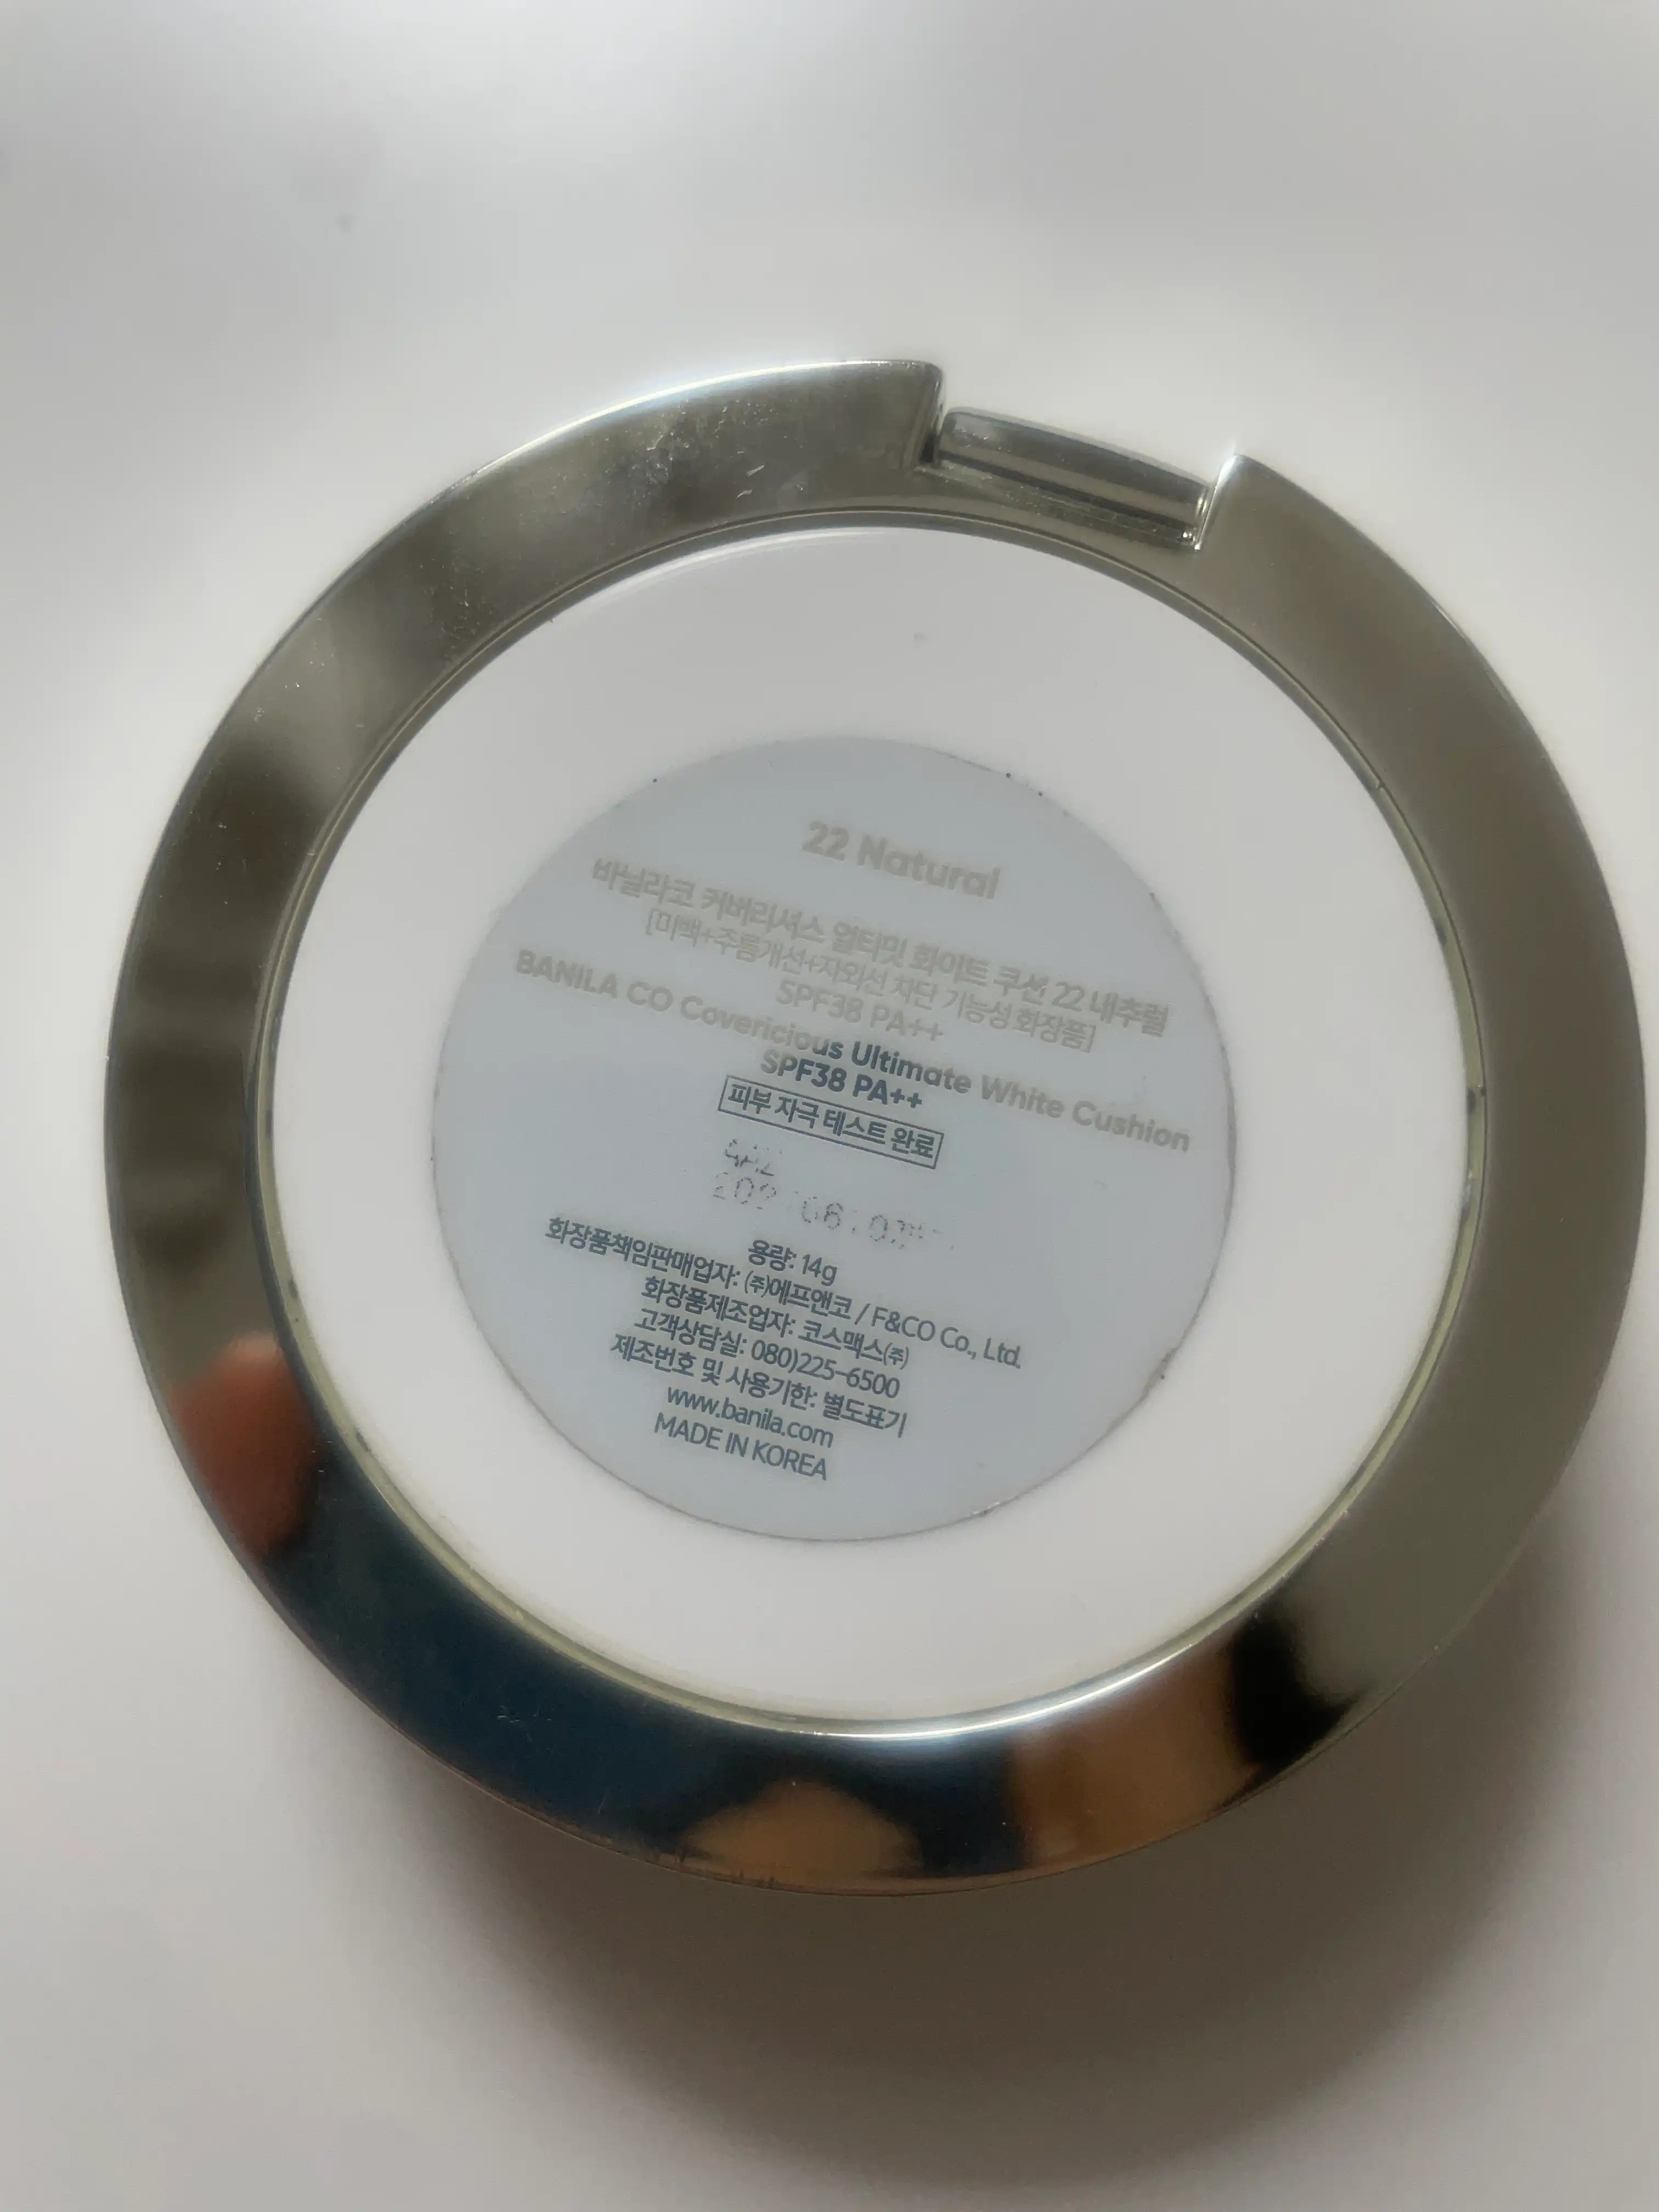 22 Natural
바닐라코 커버리셔스 얼티밋 화이트 쿠션 22 내추럴
[미백+주름개선+자외선 차단 기능성 화장품]
SPF38 PA++
BANILA CO Covericious Ultimate White Cushion
SPF38 PA++
피부 자극 테스트 완료
용량: 14g
화장품책임판매업자: (주)에프앤코 / F&CO Co., Ltd.
화장품제조업자: 코스맥스(주)
고객상담실: 080)225-6500
제조번호 및 사용기한: 별도표기
www.banila.com
MADE IN KOREA